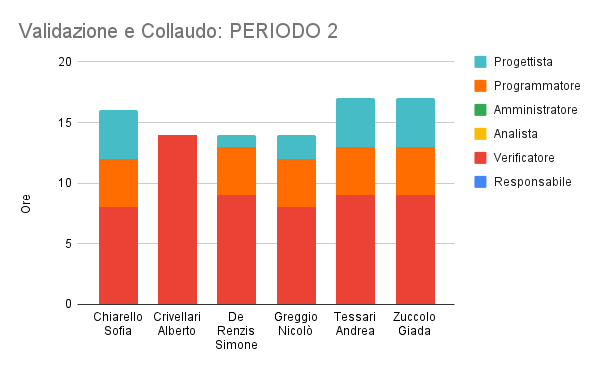 Validazione e Collaudo: PERIODO 2
20
15
10
5
0
Ore
Chiarello
Sofia
Crivellari
Alberto
De
Renzis
Simone
Greggio
Nicolò
Tessari
Andrea
Zuccolo
Giada
Progettista
Programmatore
Amministratore
Analista
Verificatore
Responsabile